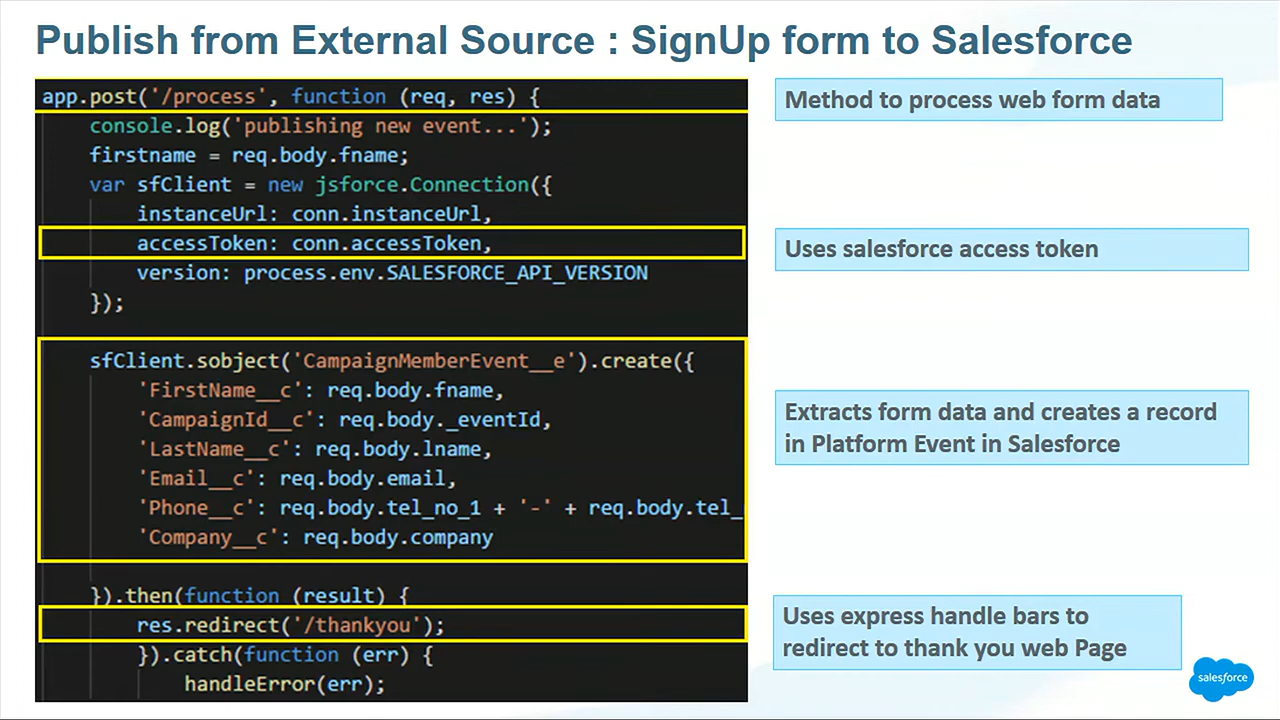 Publish from External Source : SignUp form to Salesforce
app.post('/process', function (req, res) {
console.log('publishing new event...');
firstname = req.body.fname;
var sfClient = new jsforce.Connection({
instanceUrl: conn.instanceUrl,
accessToken: conn.accessToken,
version: process.env.SALESFORCE_API_VERSION
});
sfClient.sobject('CampaignMemberEvent__e').create({
'FirstName__c': req.body.fname,
'CampaignId__c': req.body._eventId,
'LastName__c': req.body.lname,
'Email__c': req.body.email,
'Phone__c': req.body.tel_no_1 + '-' + req.body.tel_
'Company__c': req.body.company
}).then(function (result) {
res.redirect('/thankyou');
}).catch(function (err) {
handleError(err);
Method to process web form data
Uses salesforce access token
Extracts form data and creates a record
in Platform Event in Salesforce
Uses express handle bars to
redirect to thank you web Page
salesforce